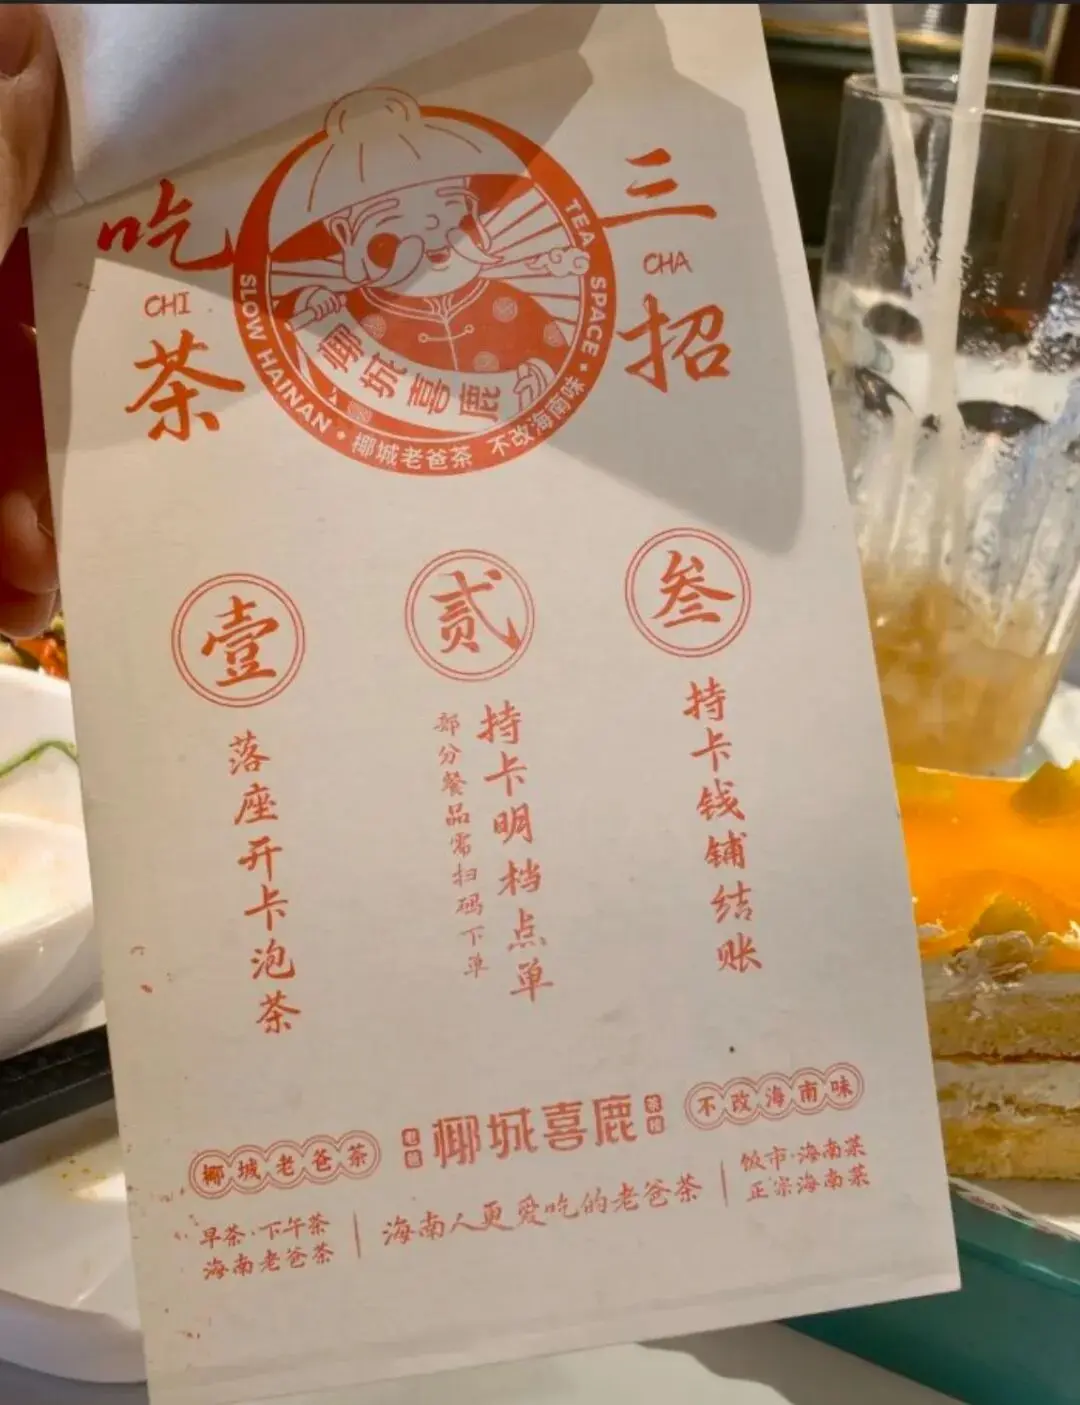 吃茶
CHI
三招
CHA
TEA SPACE
SLOW HAINAN
椰城老爸茶 不改海南味
椰城喜鹿
壹
落座开卡泡茶
贰
持卡明档点单
部分餐品需扫码下单
叁
持卡钱铺结账
椰城老爸茶
老爸
椰城喜鹿
茶楼
不改海南味
早茶·下午茶
海南老爸茶
海南人更爱吃的老爸茶
饭市·海南菜
正宗海南菜